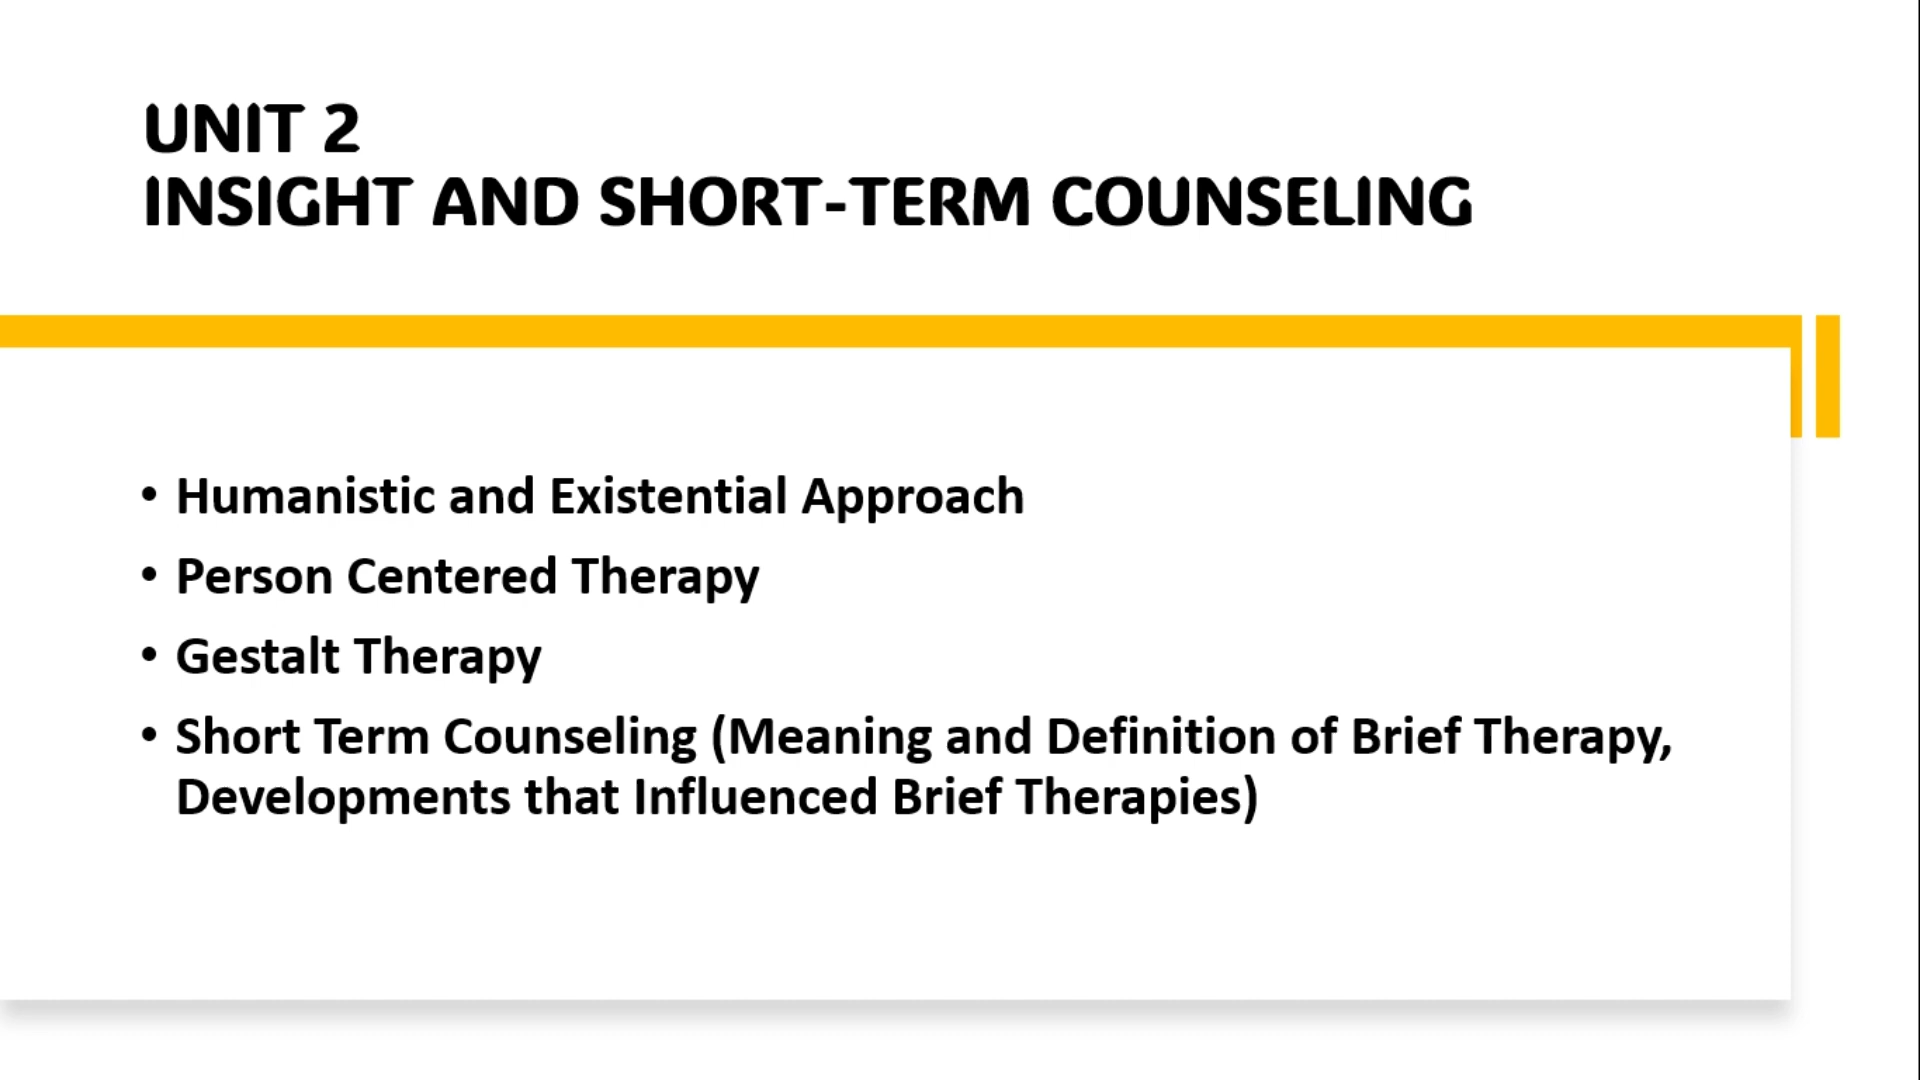 UNIT 2
INSIGHT AND SHORT-TERM COUNSELING
• Humanistic and Existential Approach
• Person Centered Therapy
• Gestalt Therapy
• Short Term Counseling (Meaning and Definition of Brief Therapy,
Developments that Influenced Brief Therapies)